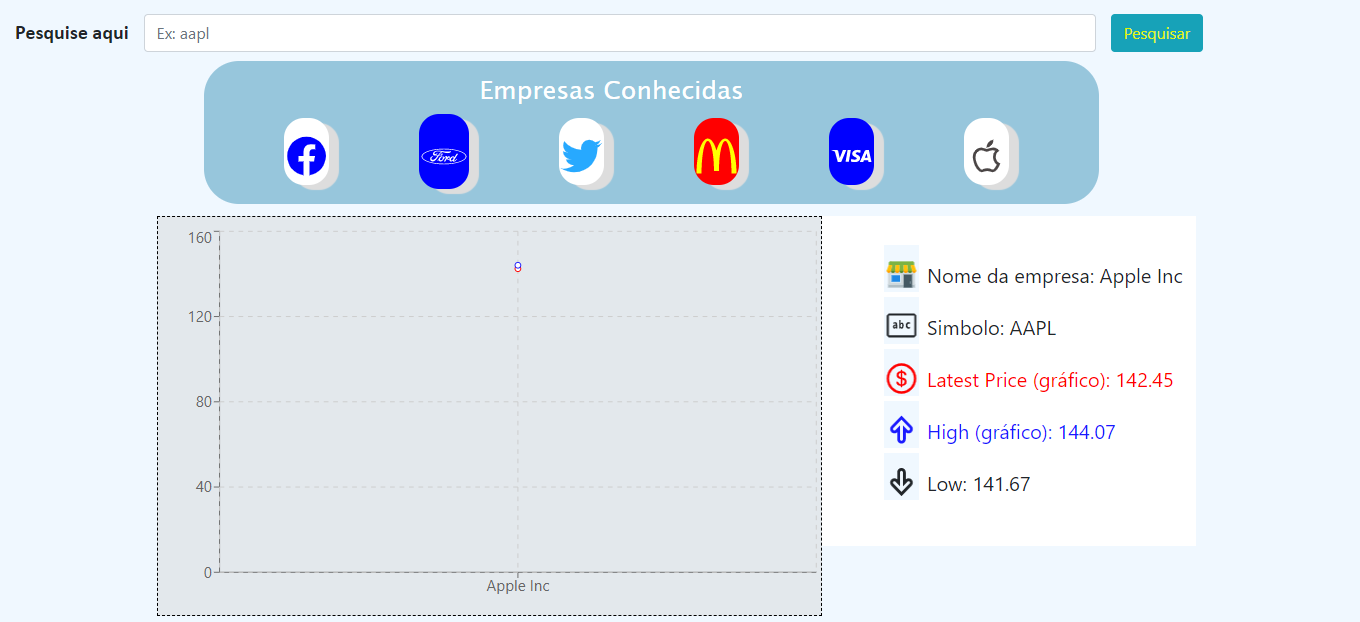 Pesquise aqui Ex: aapl Pesquisar
Empresas Conhecidas
Ford VISA
160
120
80
40
0
Apple Inc
Nome da empresa: Apple Inc
abc Simbolo: AAPL
$ Latest Price (gráfico): 142.45
High (gráfico): 144.07
Low: 141.67